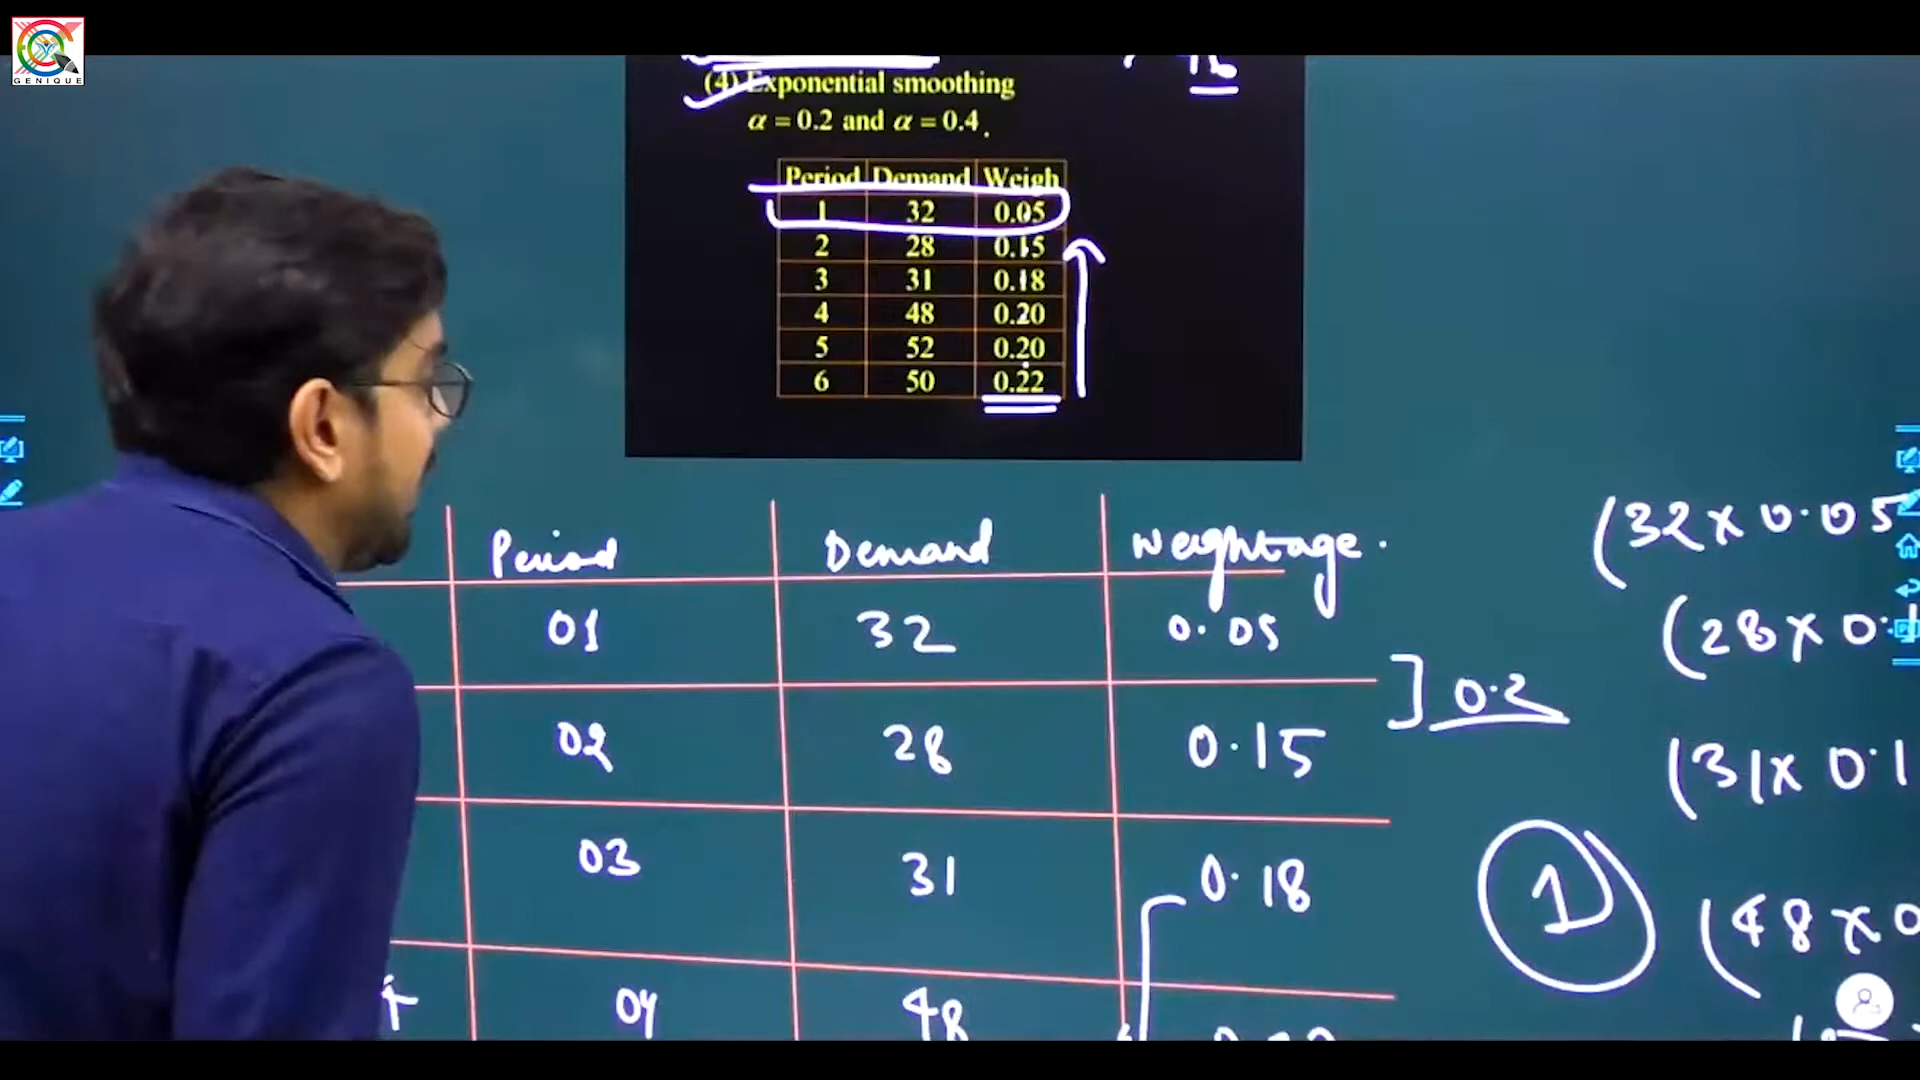 GENIQUE
(4) Exponential smoothing
α = 0.2 and α = 0.4.
Period Demand Weigh
1 32 0.05
2 28 0.15
3 31 0.18
4 48 0.20
5 52 0.20
6 50 0.22
Period Demand Weightage.
01 32 0.05
02 28 0.15
] 0.2
03 31 0.18
04 48
(32 x 0.05
(28 x 0.1
(31 x 0.1
1
(48 x 0